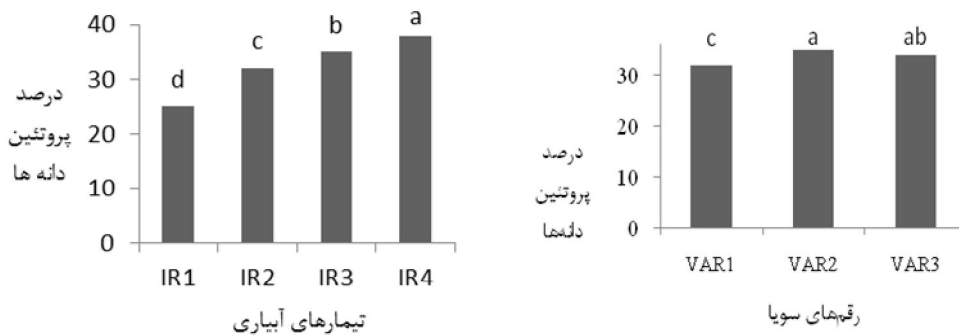 40
30
20
10
0
d
c
b
a
IR1 IR2 IR3 IR4
درصد
پروتئین
دانه ها
تیمارهای آبیاری
30
20
10
0
c
a
ab
VAR1 VAR2 VAR3
درصد
پروتئین
دانه‌ها
رقم‌های سویا